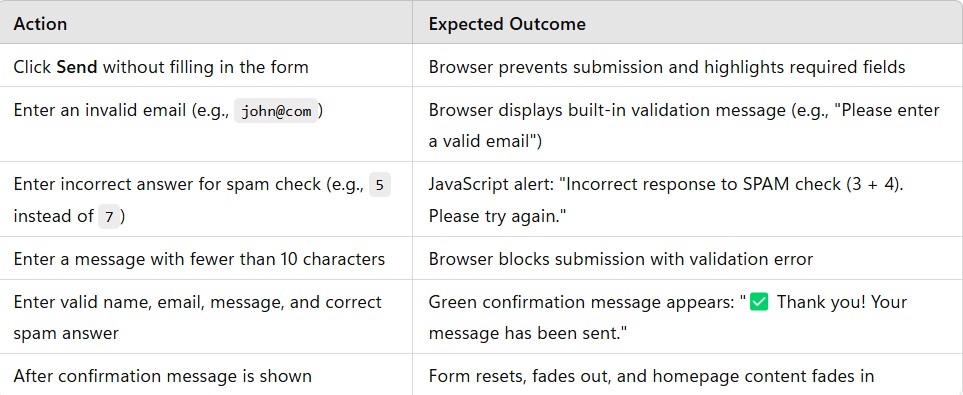 Action Expected Outcome
Click Send without filling in the form Browser prevents submission and highlights required fields
Enter an invalid email (e.g., john@com) Browser displays built-in validation message (e.g., "Please enter
a valid email")
Enter incorrect answer for spam check (e.g., 5 JavaScript alert: "Incorrect response to SPAM check (3 + 4).
instead of 7) Please try again."
Enter a message with fewer than 10 characters Browser blocks submission with validation error
Enter valid name, email, message, and correct Green confirmation message appears: "✅ Thank you! Your
spam answer message has been sent."
After confirmation message is shown Form resets, fades out, and homepage content fades in